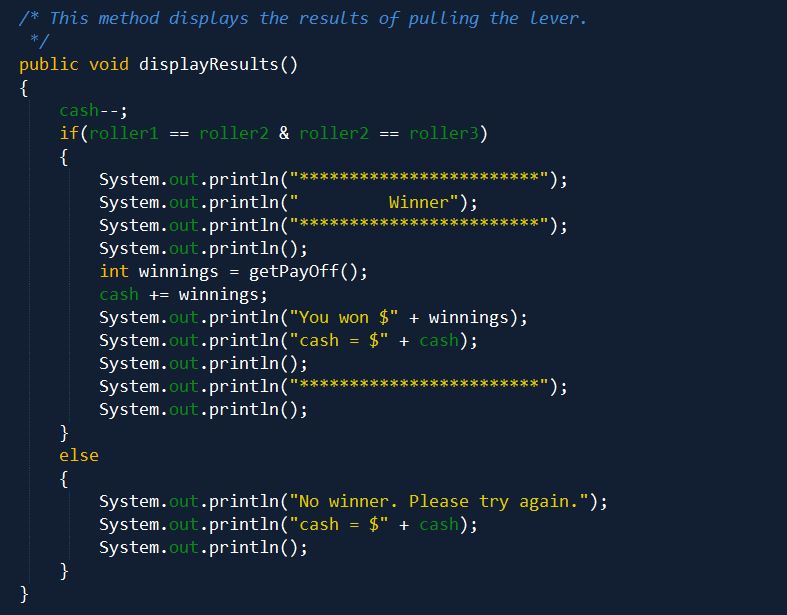 /* This method displays the results of pulling the lever.
 */
public void displayResults()
{
    cash--;
    if(roller1 == roller2 & roller2 == roller3)
    {
        System.out.println("************************");
        System.out.println("         Winner");
        System.out.println("************************");
        System.out.println();
        int winnings = getPayOff();
        cash += winnings;
        System.out.println("You won $" + winnings);
        System.out.println("cash = $" + cash);
        System.out.println();
        System.out.println("************************");
        System.out.println();
    }
    else
    {
        System.out.println("No winner. Please try again.");
        System.out.println("cash = $" + cash);
        System.out.println();
    }
}